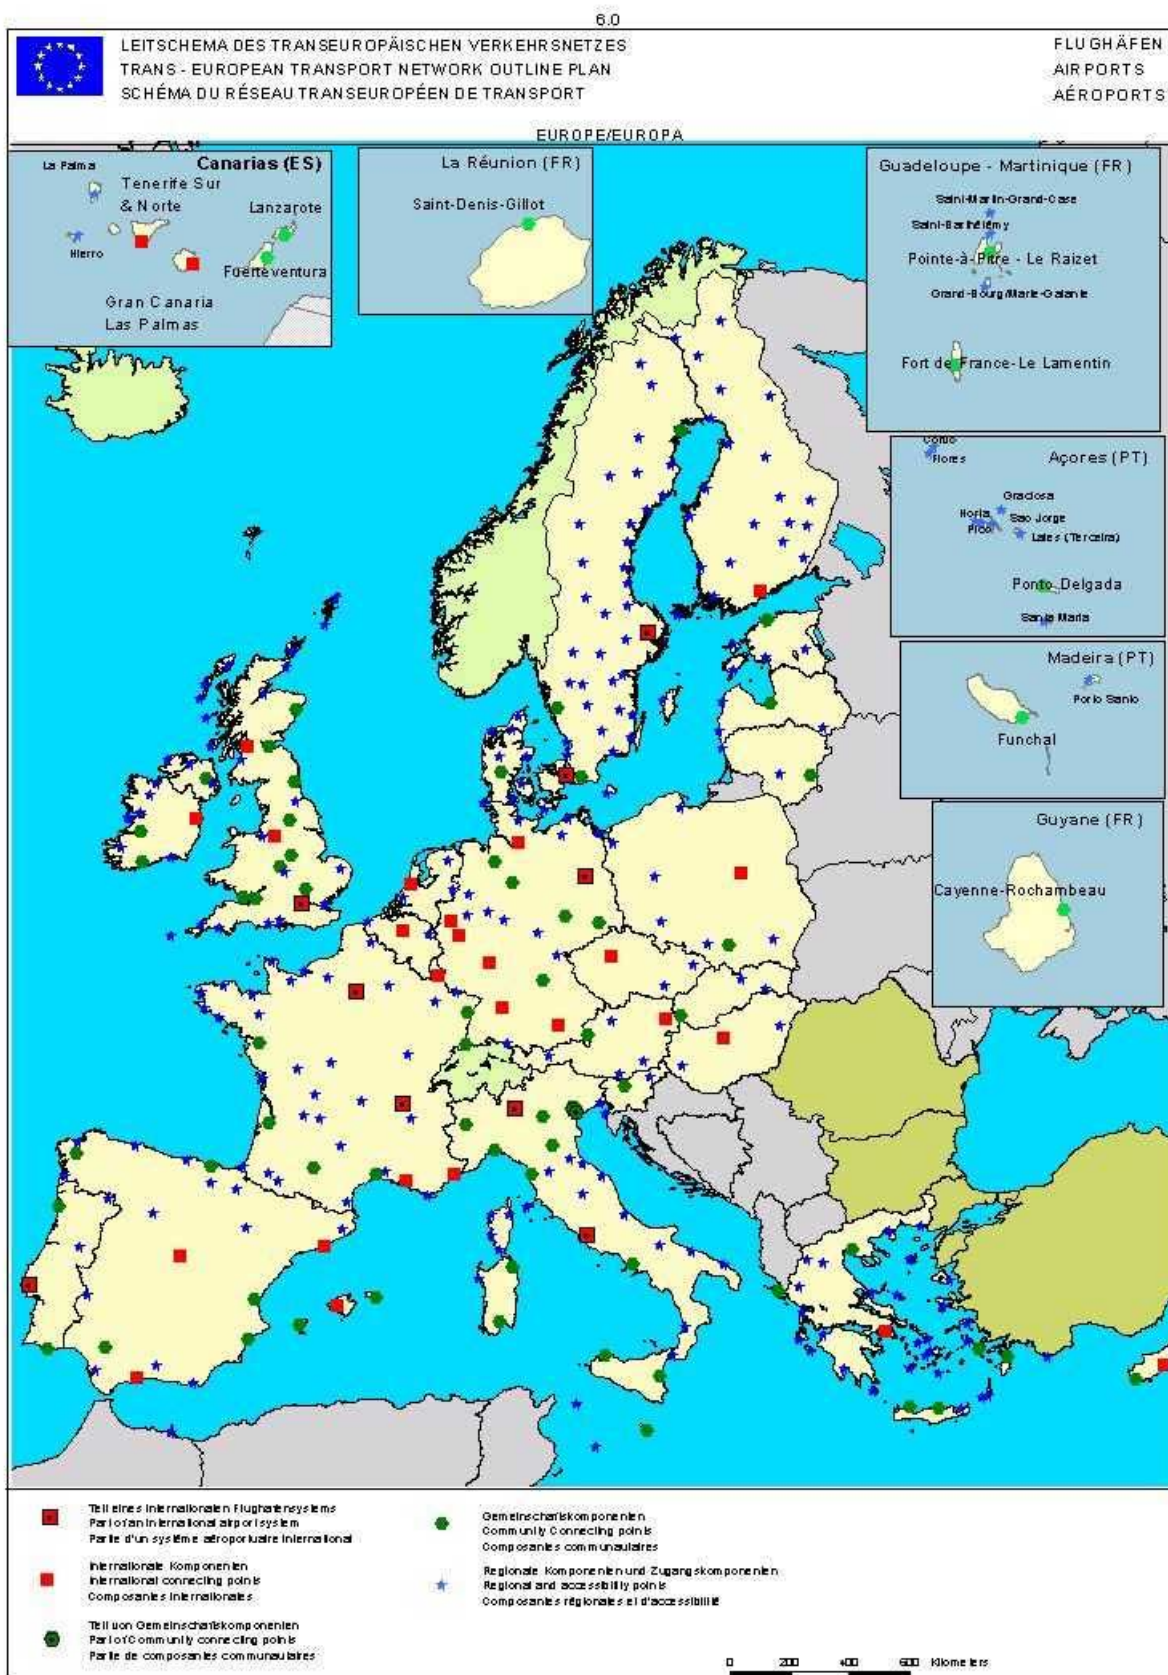 6.0
LEITSCHEMA DES TRANSEUROPÄISCHEN VERKEHRSNETZES
TRANS - EUROPEAN TRANSPORT NETWORK OUTLINE PLAN
SCHÉMA DU RÉSEAU TRANSEUROPÉEN DE TRANSPORT
FLUGHÄFEN
AIRPORTS
AÉROPORTS
EUROPE/EUROPA
Canarias (ES)
La Palma
Tenerife Sur
& Norte
Lanzarote
Hierro
Fuerteventura
Gran Canaria
Las Palmas
La Réunion (FR)
Saint-Denis-Gillot
Guadeloupe - Martinique (FR)
Saint-Martin-Grand-Case
Saint-Barthélémy
Pointe-à-Pitre - Le Raizet
Grand-Bourg/Marie-Galante
Fort de France-Le Lamentin
Corvo
Flores
Açores (PT)
Graciosa
Horta
Sao Jorge
Pico
Lajes (Terceira)
Ponto Delgada
Santa Maria
Madeira (PT)
Porto Santo
Funchal
Guyane (FR)
Cayenne-Rochambeau
Teil eines internationalen Flughafensystems
Part of an international airport system
Partie d'un système aéroportuaire international
Internationale Komponenten
International connecting points
Composantes internationales
Teil von Gemeinschaftskomponenten
Part of Community connecting points
Partie de composantes communautaires
Gemeinschaftskomponenten
Community Connecting points
Composantes communautaires
Regionale Komponenten und Zugangskomponenten
Regional and accessibility points
Composantes régionales et d'accessibilité
0 200 400 600 Kilometers